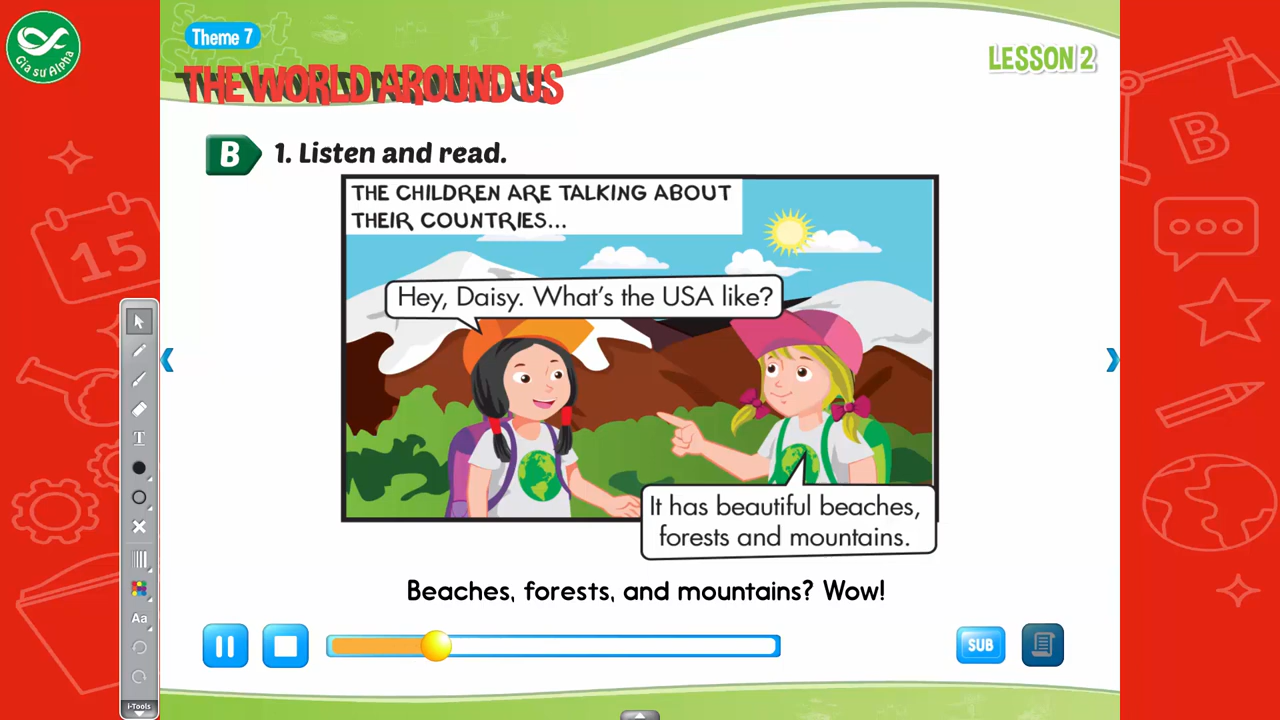 Gia sư Alpha
Theme 7
THE WORLD AROUND US
LESSON 2
B 1. Listen and read.
THE CHILDREN ARE TALKING ABOUT
THEIR COUNTRIES...
Hey, Daisy. What's the USA like?
It has beautiful beaches,
forests and mountains.
Beaches, forests, and mountains? Wow!
SUB
T
Aa
i-Tools
15
B